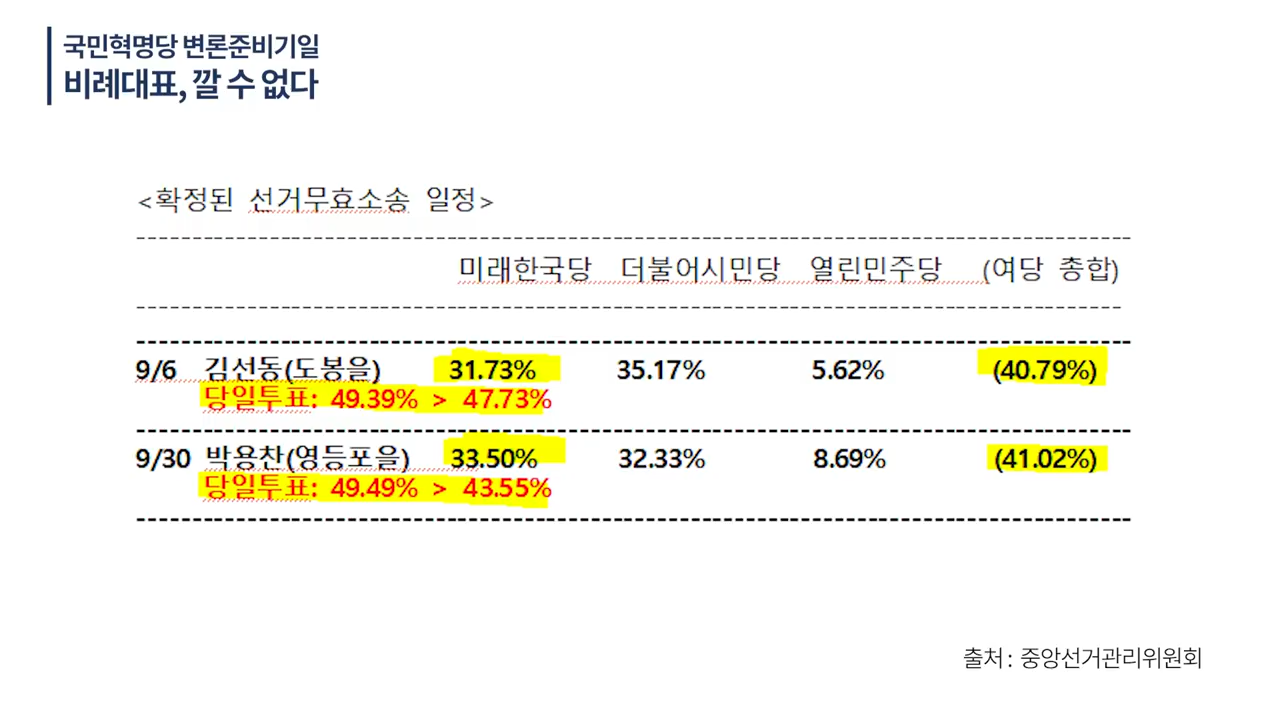 국민혁명당 변론준비기일
비례대표, 깔 수 없다
<확정된 선거무효소송 일정>
미래한국당 더불어시민당 열린민주당 (여당 총합)
9/6 김선동(도봉을) 31.73% 35.17% 5.62% (40.79%)
당일투표: 49.39% > 47.73%
9/30 박용찬(영등포을) 33.50% 32.33% 8.69% (41.02%)
당일투표: 49.49% > 43.55%
출처 : 중앙선거관리위원회